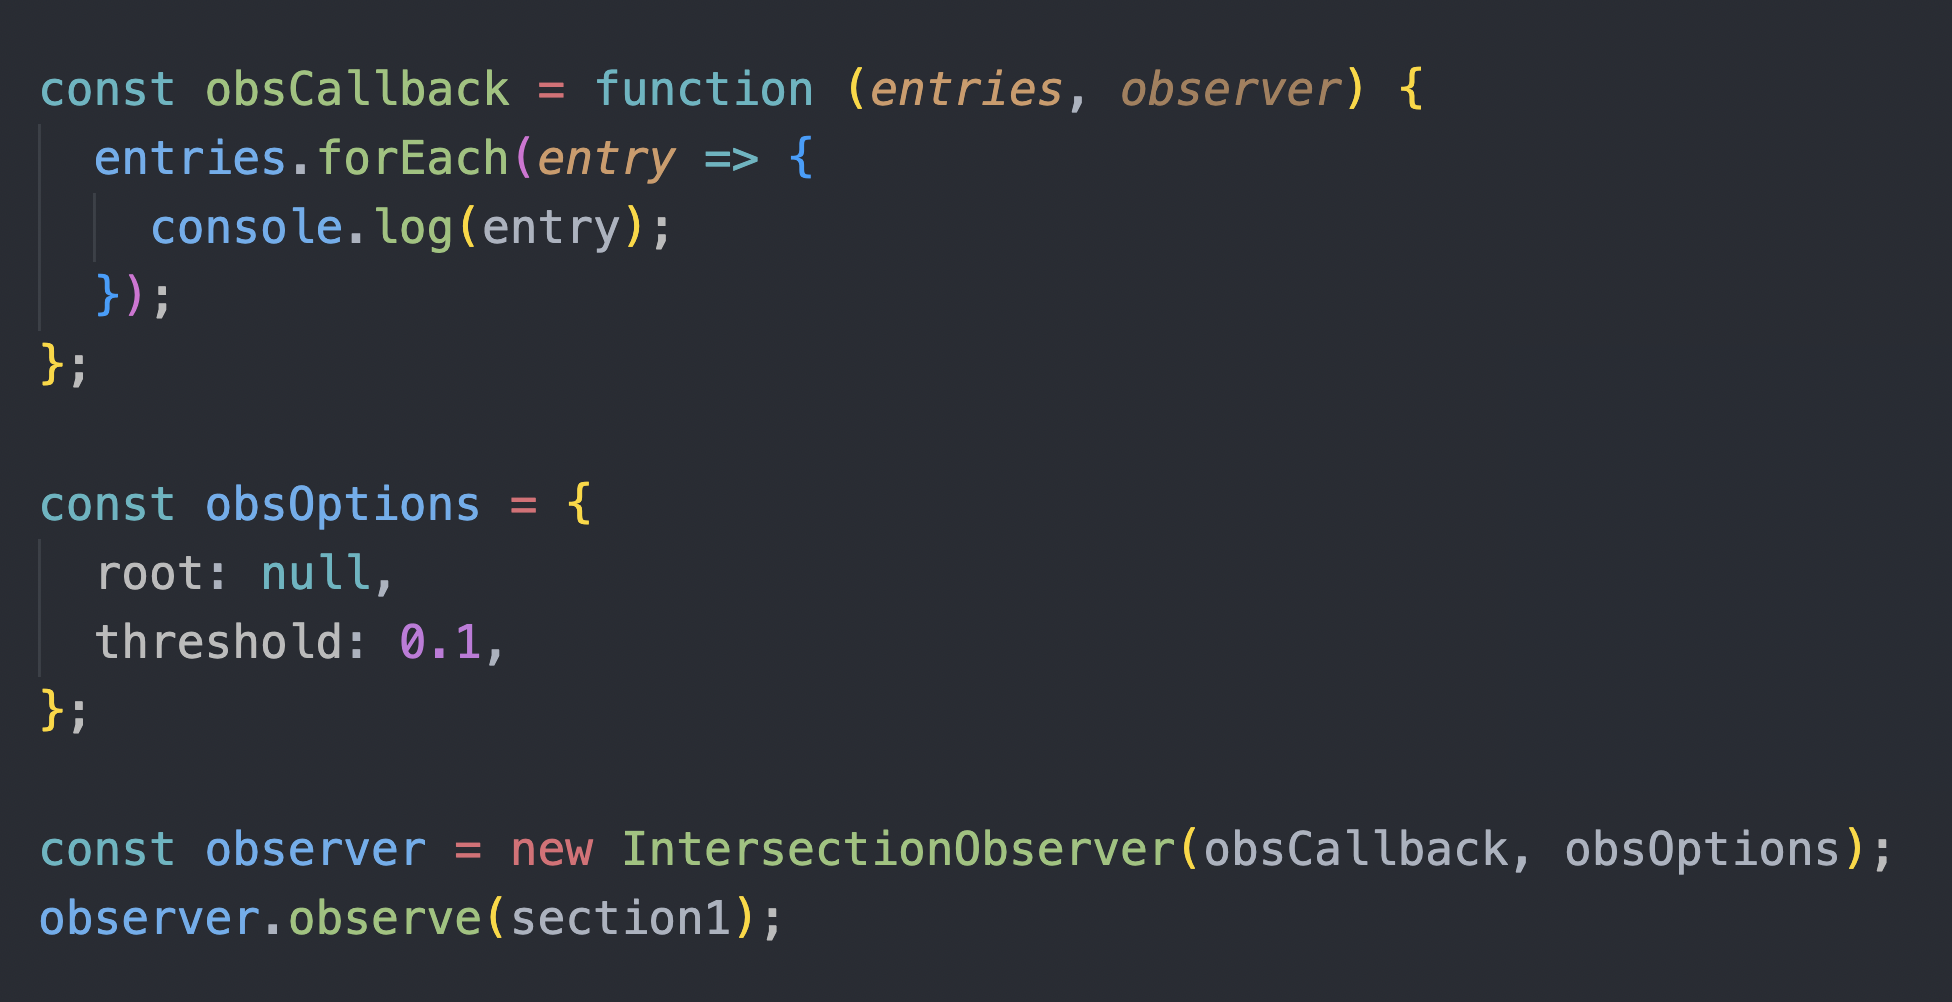 const obsCallback = function (entries, observer) {
  entries.forEach(entry => {
    console.log(entry);
  });
};

const obsOptions = {
  root: null,
  threshold: 0.1,
};

const observer = new IntersectionObserver(obsCallback, obsOptions);
observer.observe(section1);